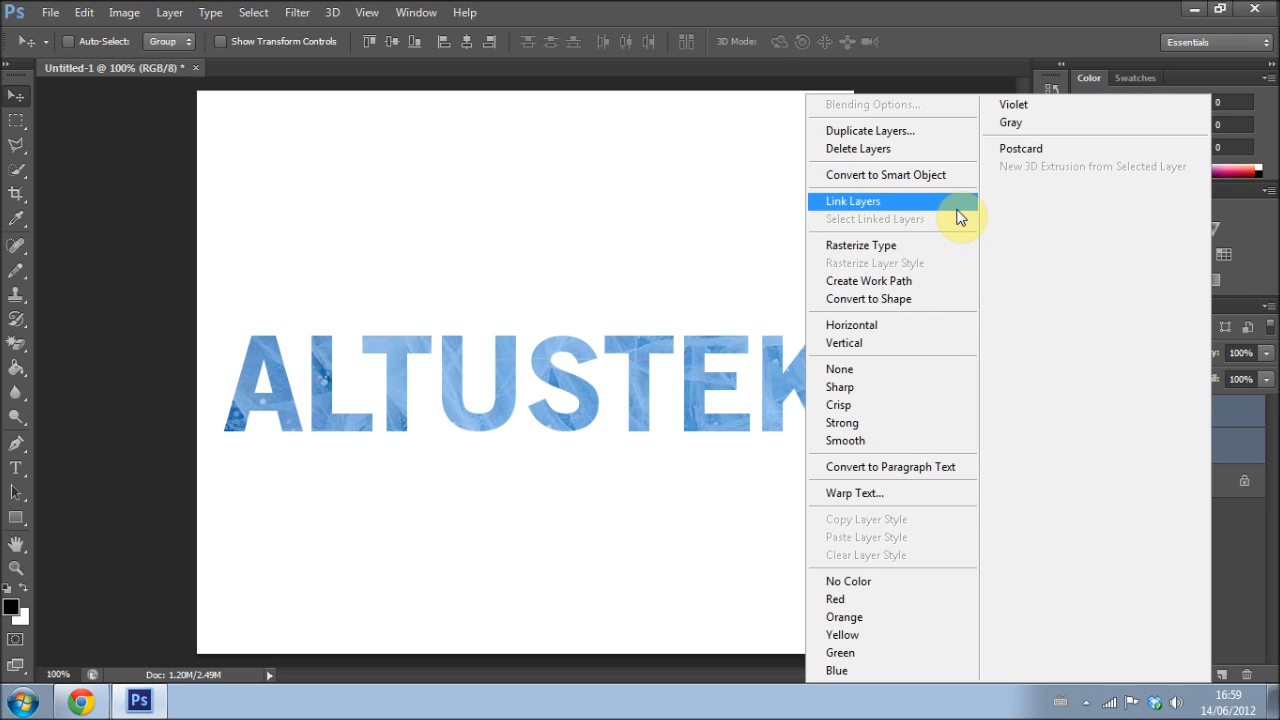 Ps File Edit Image Layer Type Select Filter 3D View Window Help
Auto-Select: Group Show Transform Controls 3D Mode: Essentials
Untitled-1 @ 100% (RGB/8) * ×
Color Swatches
0
0
0
100%
100%
ALTUSTEK
Blending Options...
Duplicate Layers...
Delete Layers
Convert to Smart Object
Link Layers
Select Linked Layers
Rasterize Type
Rasterize Layer Style
Create Work Path
Convert to Shape
Horizontal
Vertical
None
Sharp
Crisp
Strong
Smooth
Convert to Paragraph Text
Warp Text...
Copy Layer Style
Paste Layer Style
Clear Layer Style
No Color
Red
Orange
Yellow
Green
Blue
Violet
Gray
Postcard
New 3D Extrusion from Selected Layer
100% Doc: 1.20M/2.49M
Ps
16:59
14/06/2012